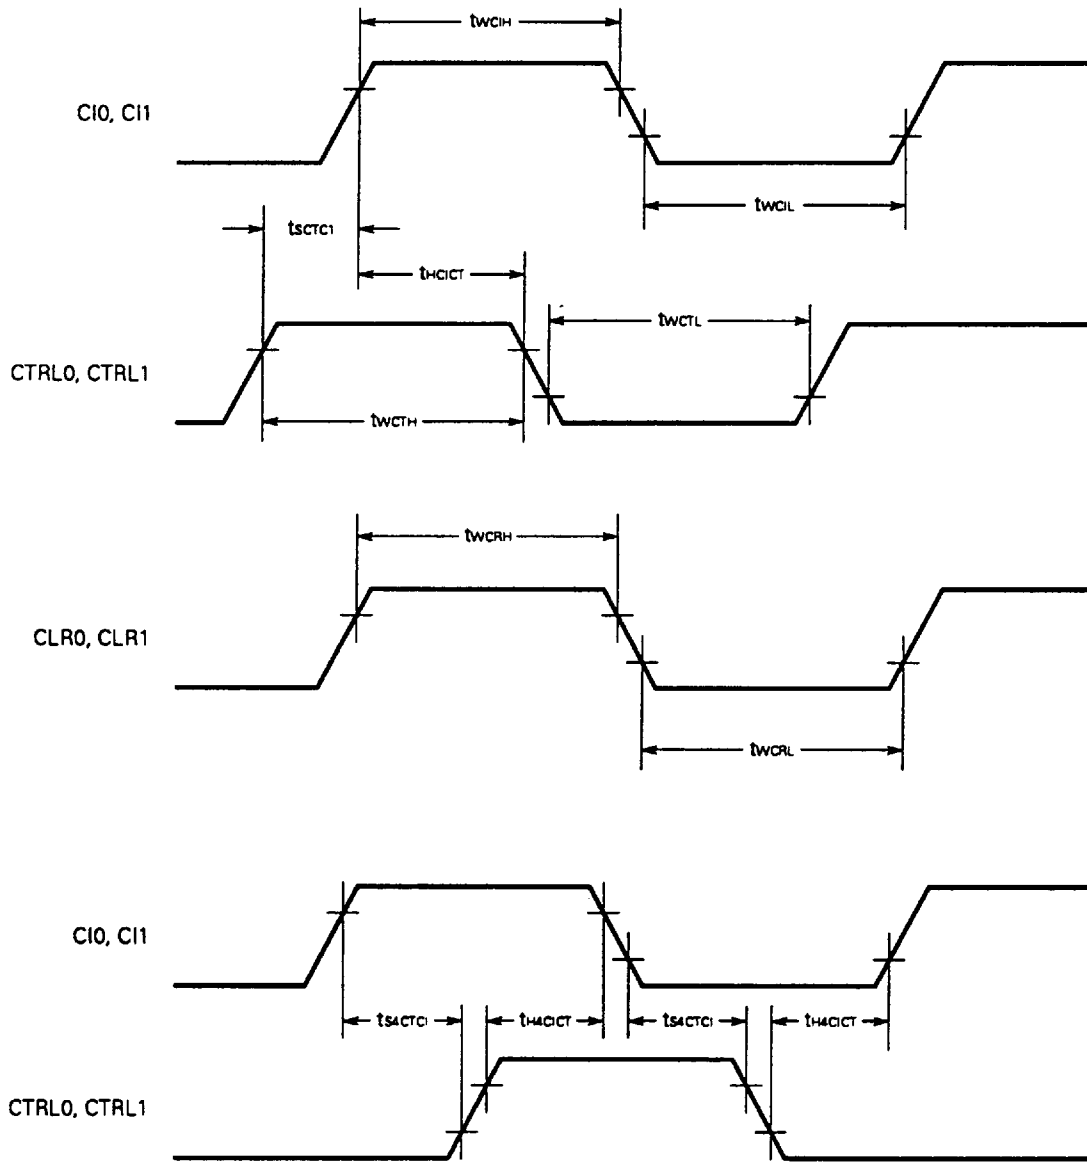 tWCIH
CI0, CI1
tWCIL
tSCTC1
tHCICT
tWCTL
CTRL0, CTRL1
tWCTH
tWCRH
CLR0, CLR1
tWCRL
CI0, CI1
tS4CTCI tH4CICT tS4CTCI tH4CICT
CTRL0, CTRL1